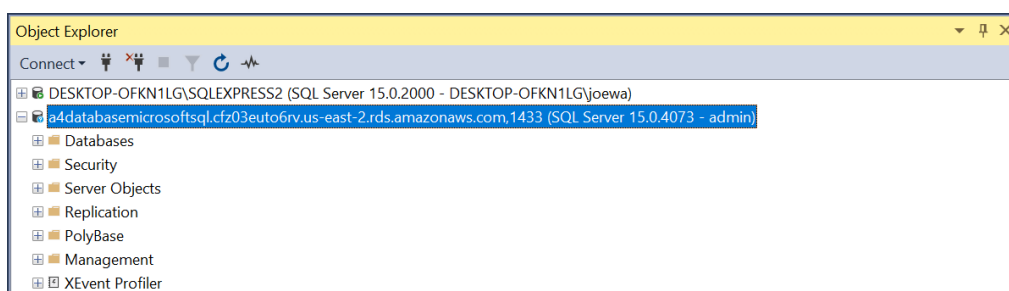 Object Explorer
Connect
DESKTOP-OFKN1LG\SQLEXPRESS2 (SQL Server 15.0.2000 - DESKTOP-OFKN1LG\joewa)
a4databasemicrosoftsql.cfz03euto6rv.us-east-2.rds.amazonaws.com,1433 (SQL Server 15.0.4073 - admin)
Databases
Security
Server Objects
Replication
PolyBase
Management
XEvent Profiler